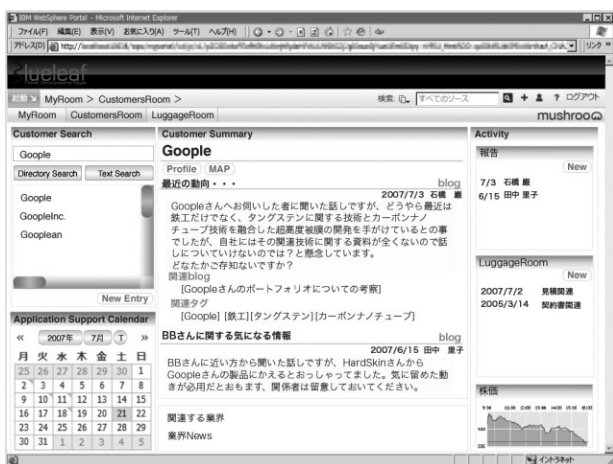 IBM WebSphere Portal - Microsoft Internet Explorer
ファイル(F) 編集(E) 表示(V) お気に入り(A) ツール(T) ヘルプ(H)
アドレス(D) http://
リンク
lueleaf
MyRoom > CustomersRoom >
検索: すべてのソース
? ログアウト
MyRoom CustomersRoom LuggageRoom
mushroo
Customer Search
Goople
Directory Search Text Search
Goople
GoopleInc.
Gooplean
New Entry
Application Support Calendar
« 2007年 7月 T »
月 火 水 木 金 土 日
25 26 27 28 29 30 1
2 3 4 5 6 7 8
9 10 11 12 13 14 15
16 17 18 19 20 21 22
23 24 25 26 27 28 29
30 31 1 2 3 4 5
Customer Summary
Goople
Profile MAP
最近の動向・・・ blog
2007/7/3 石橋 巌
Goopleさんへお伺いした者に聞いた話しですが、どうやら最近は
鉄工だけでなく、タングステンに関する技術とカーボンナノ
チューブ技術を融合した超高度被膜の開発を手がけているとの事
でしたが、自社にはその関連技術に関する資料が全くないので話
しについていけないのでは？と懸念しています。
どなたかご存知ないですか？
関連blog
[Goopleさんのポートフォリオについての考察]
関連タグ
[Goople] [鉄工][タングステン][カーボンナノチューブ]
BBさんに関する気になる情報 blog
2007/6/15 田中 里子
BBさんに近い方から聞いた話しですが、HardSkinさんから
Goopleさんの製品にかえるとおっしゃってました。気に留めた動
きが必用だとおもます、関係者は留意しておいてください。
関連する業界
業界News
Activity
報告
New
7/3 石橋 巌
6/15 田中 里子
LuggageRoom
New
2007/7/2 見積関連
2005/3/14 契約書関連
株価
イントラネット